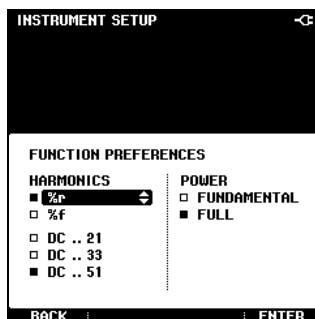 INSTRUMENT SETUP
FUNCTION PREFERENCES
HARMONICS
%r
%f
DC .. 21
DC .. 33
DC .. 51
POWER
FUNDAMENTAL
FULL
BACK
ENTER